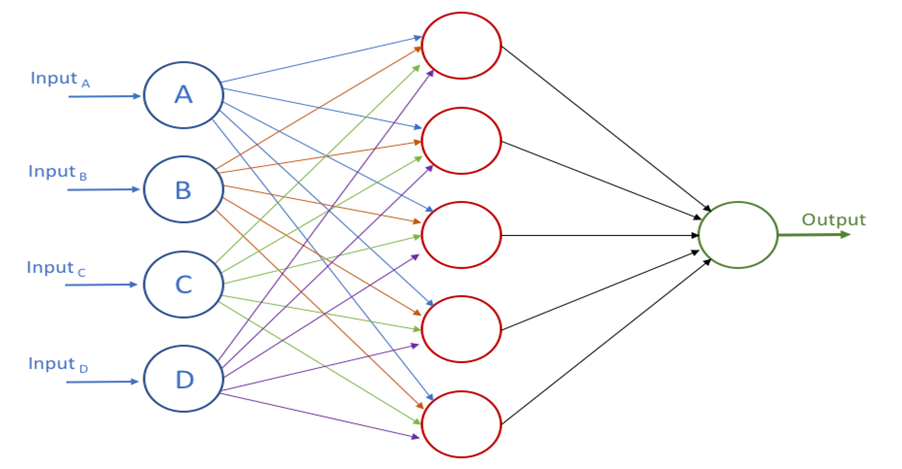 Input A
A
Input B
B
Input C
C
Input D
D
Output